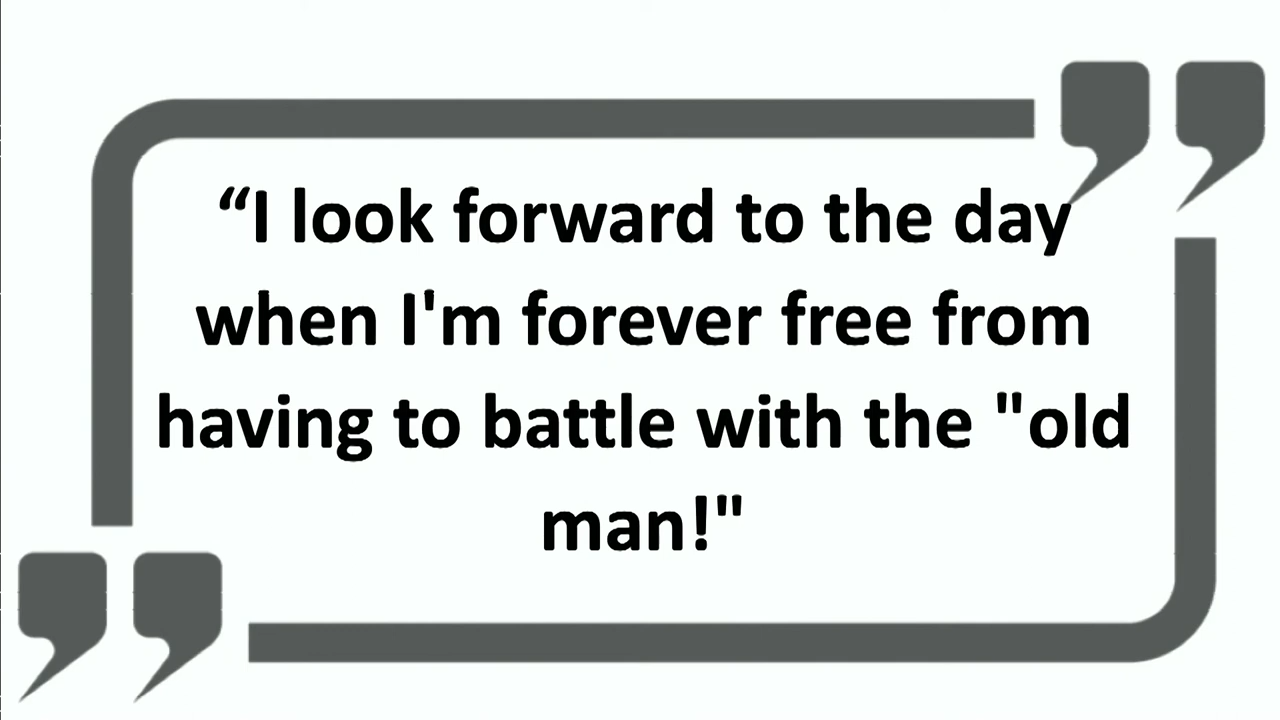 “I look forward to the day
when I'm forever free from
having to battle with the "old
man!"